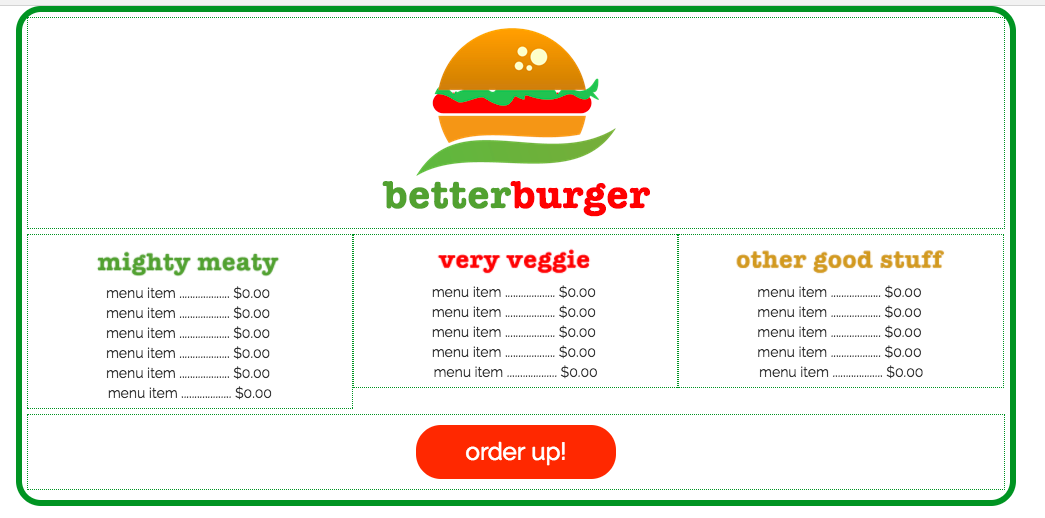 betterburger
mighty meaty
menu item ................... $0.00
menu item ................... $0.00
menu item ................... $0.00
menu item ................... $0.00
menu item ................... $0.00
menu item ................... $0.00
very veggie
menu item ................... $0.00
menu item ................... $0.00
menu item ................... $0.00
menu item ................... $0.00
menu item ................... $0.00
other good stuff
menu item ................... $0.00
menu item ................... $0.00
menu item ................... $0.00
menu item ................... $0.00
menu item ................... $0.00
order up!